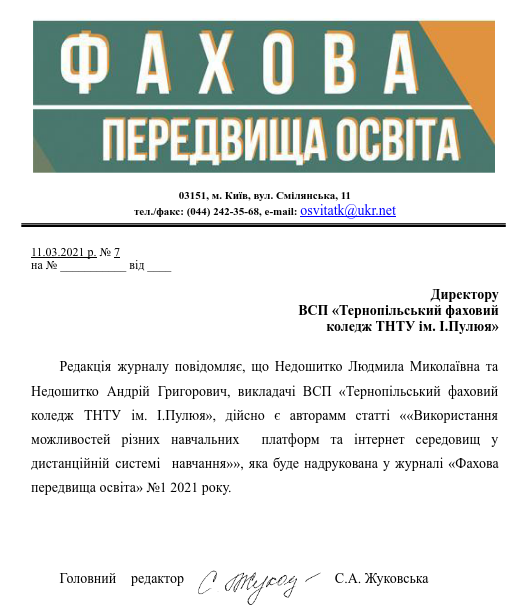 ФАХОВА
ПЕРЕДВИЩА ОСВІТА
03151, м. Київ, вул. Смілянська, 11
тел./факс: (044) 242-35-68, e-mail: osvitatk@ukr.net
11.03.2021 р. № 7
на № ___________ від ____
Директору
ВСП «Тернопільський фаховий
коледж ТНТУ ім. І.Пулюя»
Редакція журналу повідомляє, що Недошитко Людмила Миколаївна та
Недошитко Андрій Григорович, викладачі ВСП «Тернопільський фаховий
коледж ТНТУ ім. І.Пулюя», дійсно є авторамм статті ««Використання
можливостей різних навчальних платформ та інтернет середовищ у
дистанційній системі навчання»», яка буде надрукована у журналі «Фахова
передвища освіта» №1 2021 року.
Головний редактор С.А. Жуковська